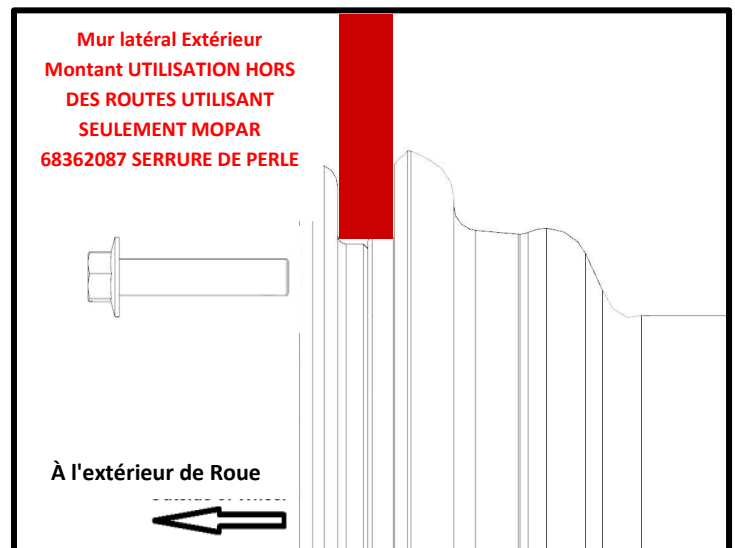 Mur latéral Extérieur
Montant UTILISATION HORS
DES ROUTES UTILISANT
SEULEMENT MOPAR
68362087 SERRURE DE PERLE
À l'extérieur de Roue